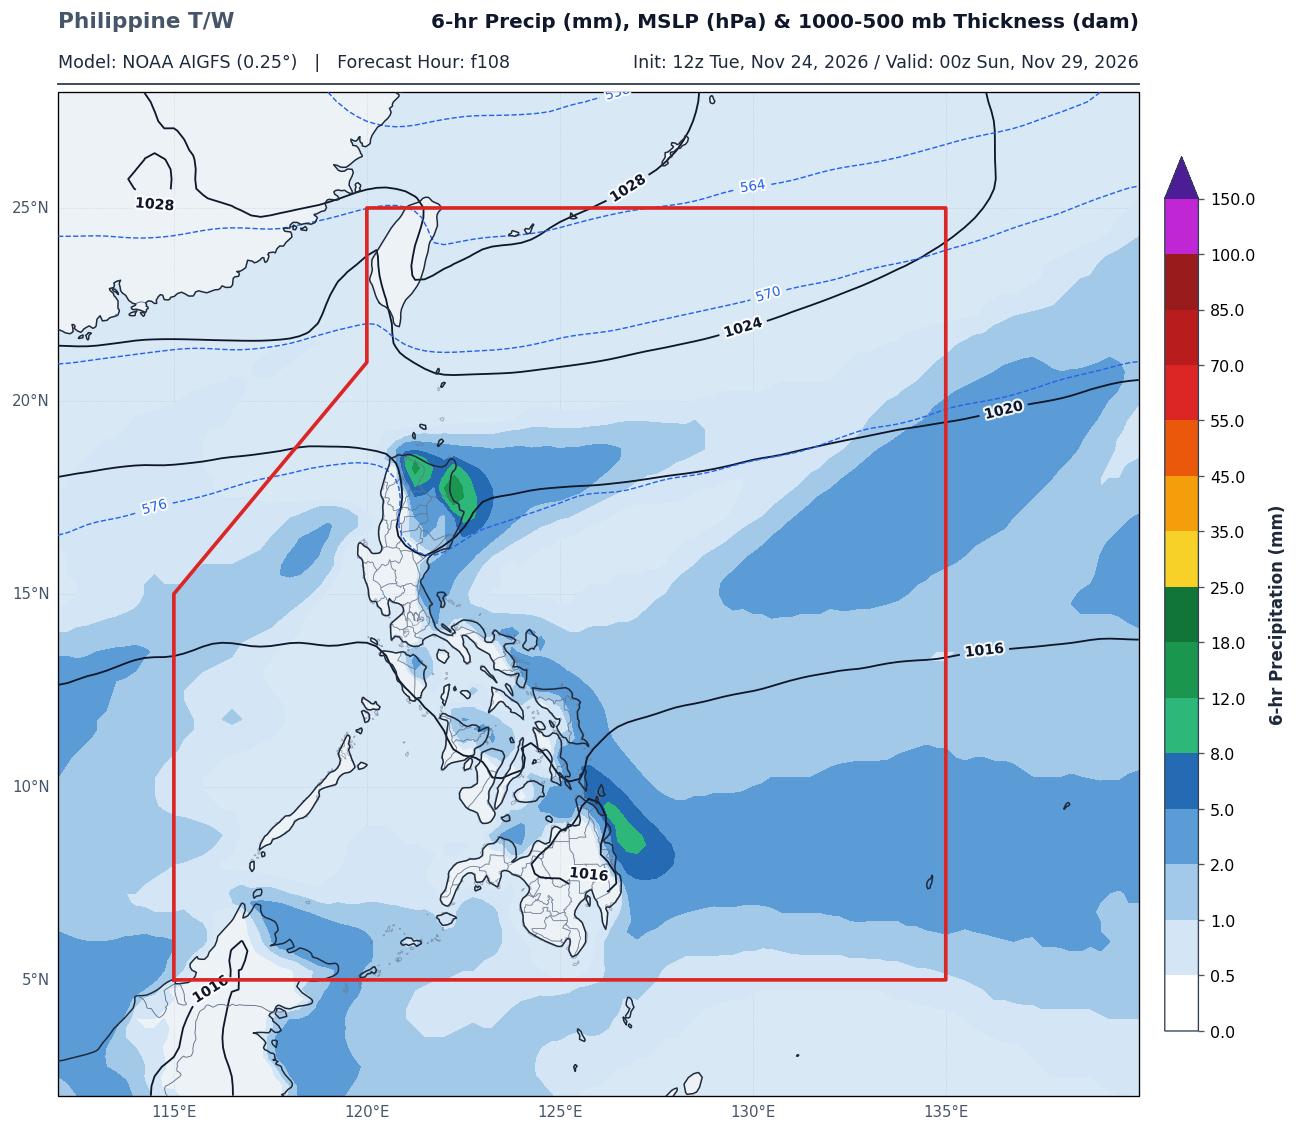 Philippine T/W
6-hr Precip (mm), MSLP (hPa) & 1000-500 mb Thickness (dam)
Model: NOAA AIGFS (0.25°) | Forecast Hour: f108
Init: 12z Tue, Nov 24, 2026 / Valid: 00z Sun, Nov 29, 2026
1028
1028
564
570
1024
1020
576
1016
1016
1016
25°N
20°N
15°N
10°N
5°N
115°E
120°E
125°E
130°E
135°E
150.0
100.0
85.0
70.0
55.0
45.0
35.0
25.0
18.0
12.0
8.0
5.0
2.0
1.0
0.5
0.0
6-hr Precipitation (mm)